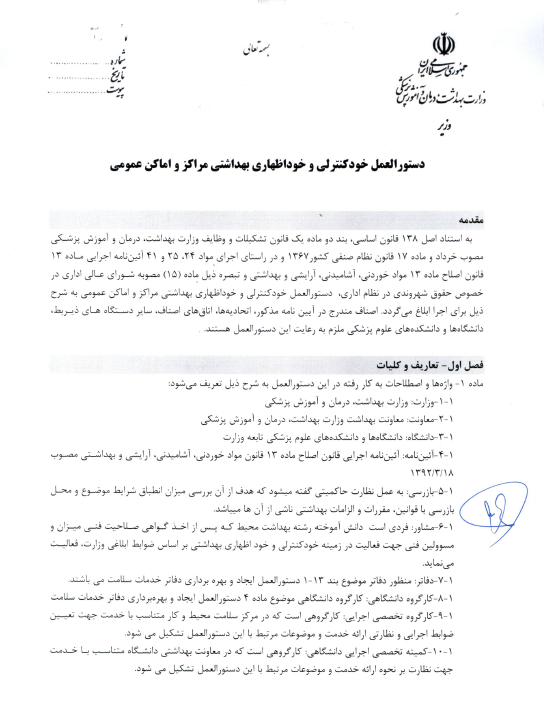 بسمه تعالی
جمهوری اسلامی ایران
وزارت بهداشت، درمان و آموزش پزشکی
وزیر
شماره
تاریخ
پیوست
دستورالعمل خودکنترلی و خوداظهاری بهداشتی مراکز و اماکن عمومی
مقدمه
به استناد اصل ۱۳۸ قانون اساسی، بند دو ماده یک قانون تشکیلات و وظایف وزارت بهداشت، درمان و آموزش پزشکی
مصوب خرداد و ماده ۱۷ قانون نظام صنفی کشور۱۳۶۷ و در راستای اجرای مواد ۲۴، ۲۵ و ۴۱ آئین‌نامه اجرایی ماده ۱۳
قانون اصلاح ماده ۱۳ مواد خوردنی، آشامیدنی، آرایشی و بهداشتی و تبصره ذیل ماده (۱۵) مصوبه شورای عالی اداری در
خصوص حقوق شهروندی در نظام اداری، دستورالعمل خودکنترلی و خوداظهاری بهداشتی مراکز و اماکن عمومی به شرح
ذیل برای اجرا ابلاغ می‌گردد. اصناف مندرج در آیین نامه مذکور، اتحادیه‌ها، اتاق‌های اصناف، سایر دستگاه های ذیربط،
دانشگاه‌ها و دانشکده‌های علوم پزشکی ملزم به رعایت این دستورالعمل هستند.
فصل اول- تعاریف و کلیات
ماده ۱- واژه‌ها و اصطلاحات به کار رفته در این دستورالعمل به شرح ذیل تعریف می‌شود:
۱-۱-وزارت: وزارت بهداشت، درمان و آموزش پزشکی
۱-۲-معاونت: معاونت بهداشت وزارت بهداشت، درمان و آموزش پزشکی
۱-۳-دانشگاه: دانشگاه‌ها و دانشکده‌های علوم پزشکی تابعه وزارت
۱-۴-آئین‌نامه: آئین‌نامه اجرایی قانون اصلاح ماده ۱۳ قانون مواد خوردنی، آشامیدنی، آرایشی و بهداشتی مصوب
۱۳۹۲/۳/۱۸
۱-۵-بازرسی: به عمل نظارت حاکمیتی گفته میشود که هدف از آن بررسی میزان انطباق شرایط موضوع و محل
بازرسی با قوانین، مقررات و الزامات بهداشتی ناشی از آن ها میباشد.
۱-۶-مشاور: فردی است دانش آموخته رشته بهداشت محیط که پس از اخذ گواهی صلاحیت فنی میزان و
مسوولین فنی جهت فعالیت در زمینه خودکنترلی و خود اظهاری بهداشتی بر اساس ضوابط ابلاغی وزارت، فعالیت
می‌نماید.
۱-۷-دفاتر: منظور دفاتر موضوع بند ۱۳-۱ دستورالعمل ایجاد و بهره برداری دفاتر خدمات سلامت می باشند.
۱-۸-کارگروه دانشگاهی: کارگروه دانشگاهی موضوع ماده ۴ دستورالعمل ایجاد و بهره‌برداری دفاتر خدمات سلامت
۱-۹-کارگروه تخصصی اجرایی: کارگروهی است که در مرکز سلامت محیط و کار متناسب با خدمت جهت تعیین
ضوابط اجرایی و نظارتی ارائه خدمت و موضوعات مرتبط با این دستورالعمل تشکیل می شود.
۱-۱۰-کمیته تخصصی اجرایی دانشگاهی: کارگروهی است که در معاونت بهداشتی دانشگاه متناسب با خدمت
جهت نظارت بر نحوه ارائه خدمت و موضوعات مرتبط با این دستورالعمل تشکیل می شود.